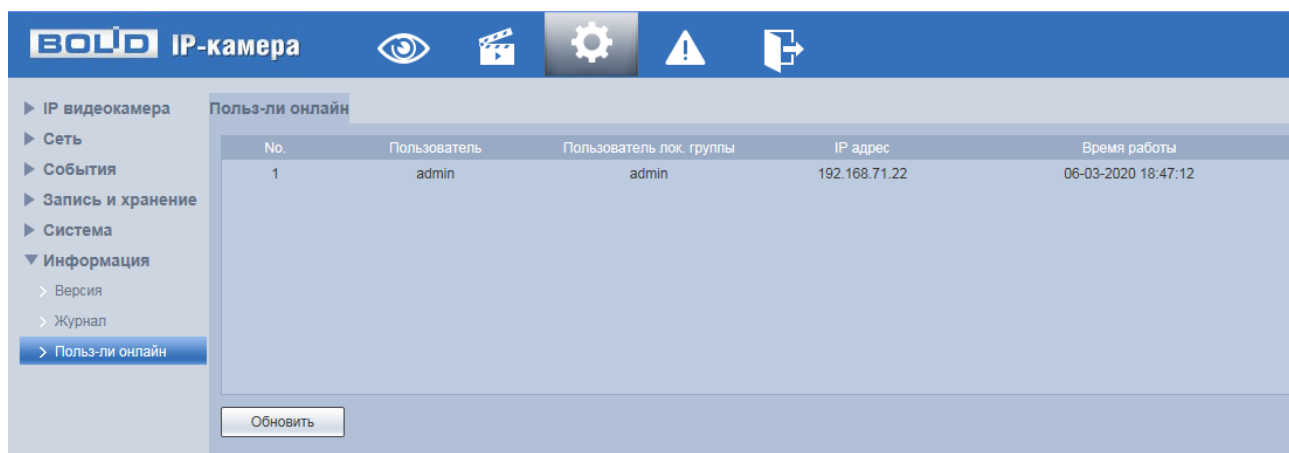 BOLID IP-камера
IP видеокамера
Сеть
События
Запись и хранение
Система
Информация
Версия
Журнал
Польз-ли онлайн
Польз-ли онлайн
No. Пользователь Пользователь лок. группы IP адрес Время работы
1 admin admin 192.168.71.22 06-03-2020 18:47:12
Обновить